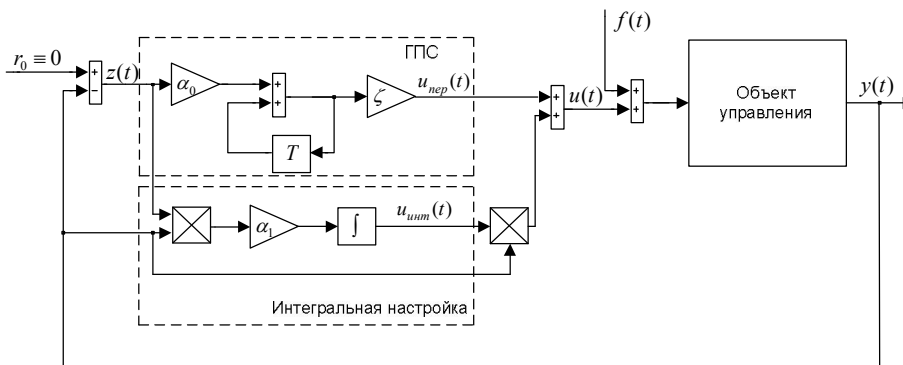 ГПС
f(t)
r₀ ≡ 0
+
−
z(t)
α₀
+
+
ζ
u_пер(t)
+
+
u(t)
+
+
Объект
управления
y(t)
T
α₁
∫
u_инт(t)
Интегральная настройка